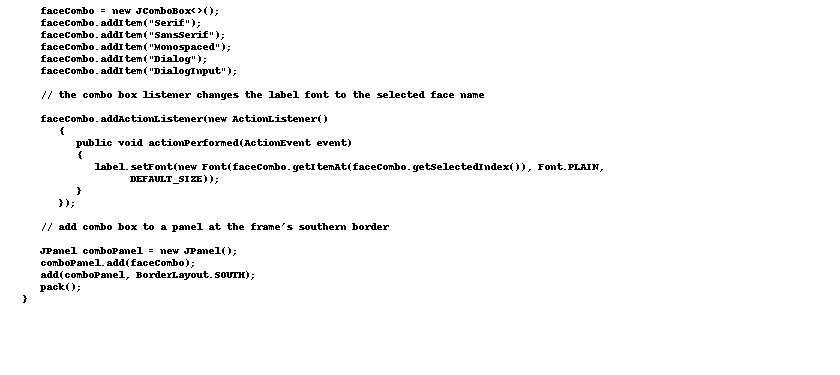 faceCombo = new JComboBox<>();
faceCombo.addItem("Serif");
faceCombo.addItem("SansSerif");
faceCombo.addItem("Monospaced");
faceCombo.addItem("Dialog");
faceCombo.addItem("DialogInput");
// the combo box listener changes the label font to the selected face name
faceCombo.addActionListener(new ActionListener()
{
public void actionPerformed(ActionEvent event)
{
label.setFont(new Font(faceCombo.getItemAt(faceCombo.getSelectedIndex()), Font.PLAIN,
DEFAULT_SIZE));
}
});
// add combo box to a panel at the frame's southern border
JPanel comboPanel = new JPanel();
comboPanel.add(faceCombo);
add(comboPanel, BorderLayout.SOUTH);
pack();
}